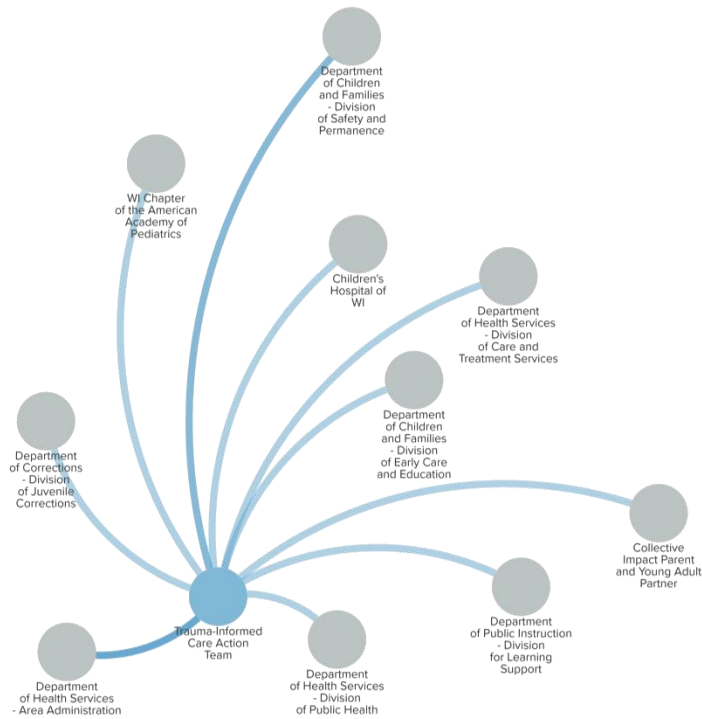 Department
of Children
and Families
- Division
of Safety and
Permanence
WI Chapter
of the American
Academy of
Pediatrics
Children's
Hospital of
WI
Department
of Health Services
- Division
of Care and
Treatment Services
Department
of Children
and Families
- Division
of Early Care
and Education
Department
of Corrections
- Division
of Juvenile
Corrections
Collective
Impact Parent
and Young Adult
Partner
Department
of Public Instruction
- Division
for Learning
Support
Trauma-Informed
Care Action
Team
Department
of Health Services
- Division
of Public Health
Department
of Health Services
- Area Administration